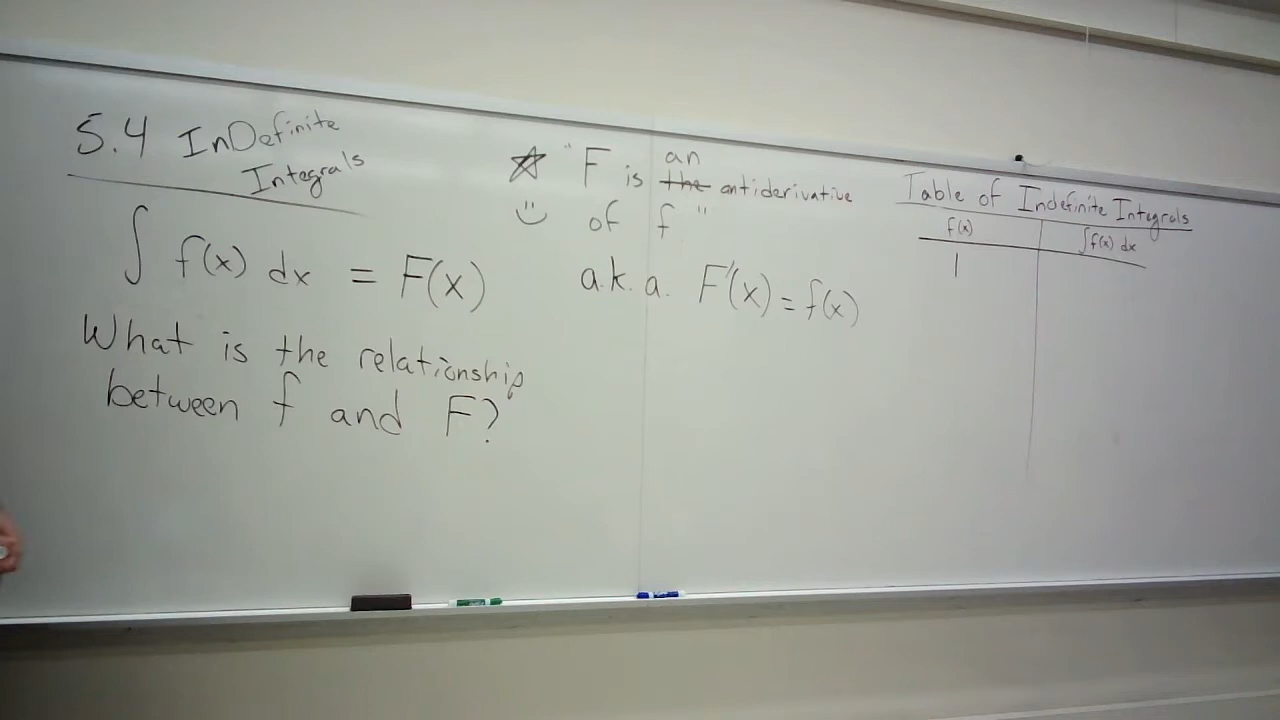 5.4 InDefinite
Integrals
∫ f(x) dx = F(x)
What is the relationship
between f and F?
☆ "F is the an antiderivative
☺ of f"
a.k.a. F'(x) = f(x)
Table of Indefinite Integrals
f(x) ∫f(x) dx
1